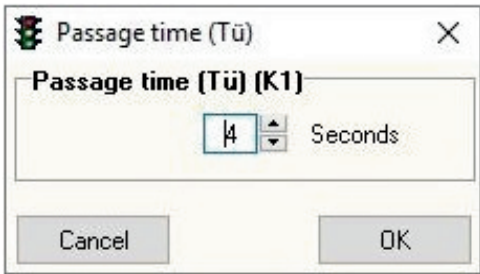 Passage time (Tü)
Passage time (Tü) (K1)
4 Seconds
Cancel OK